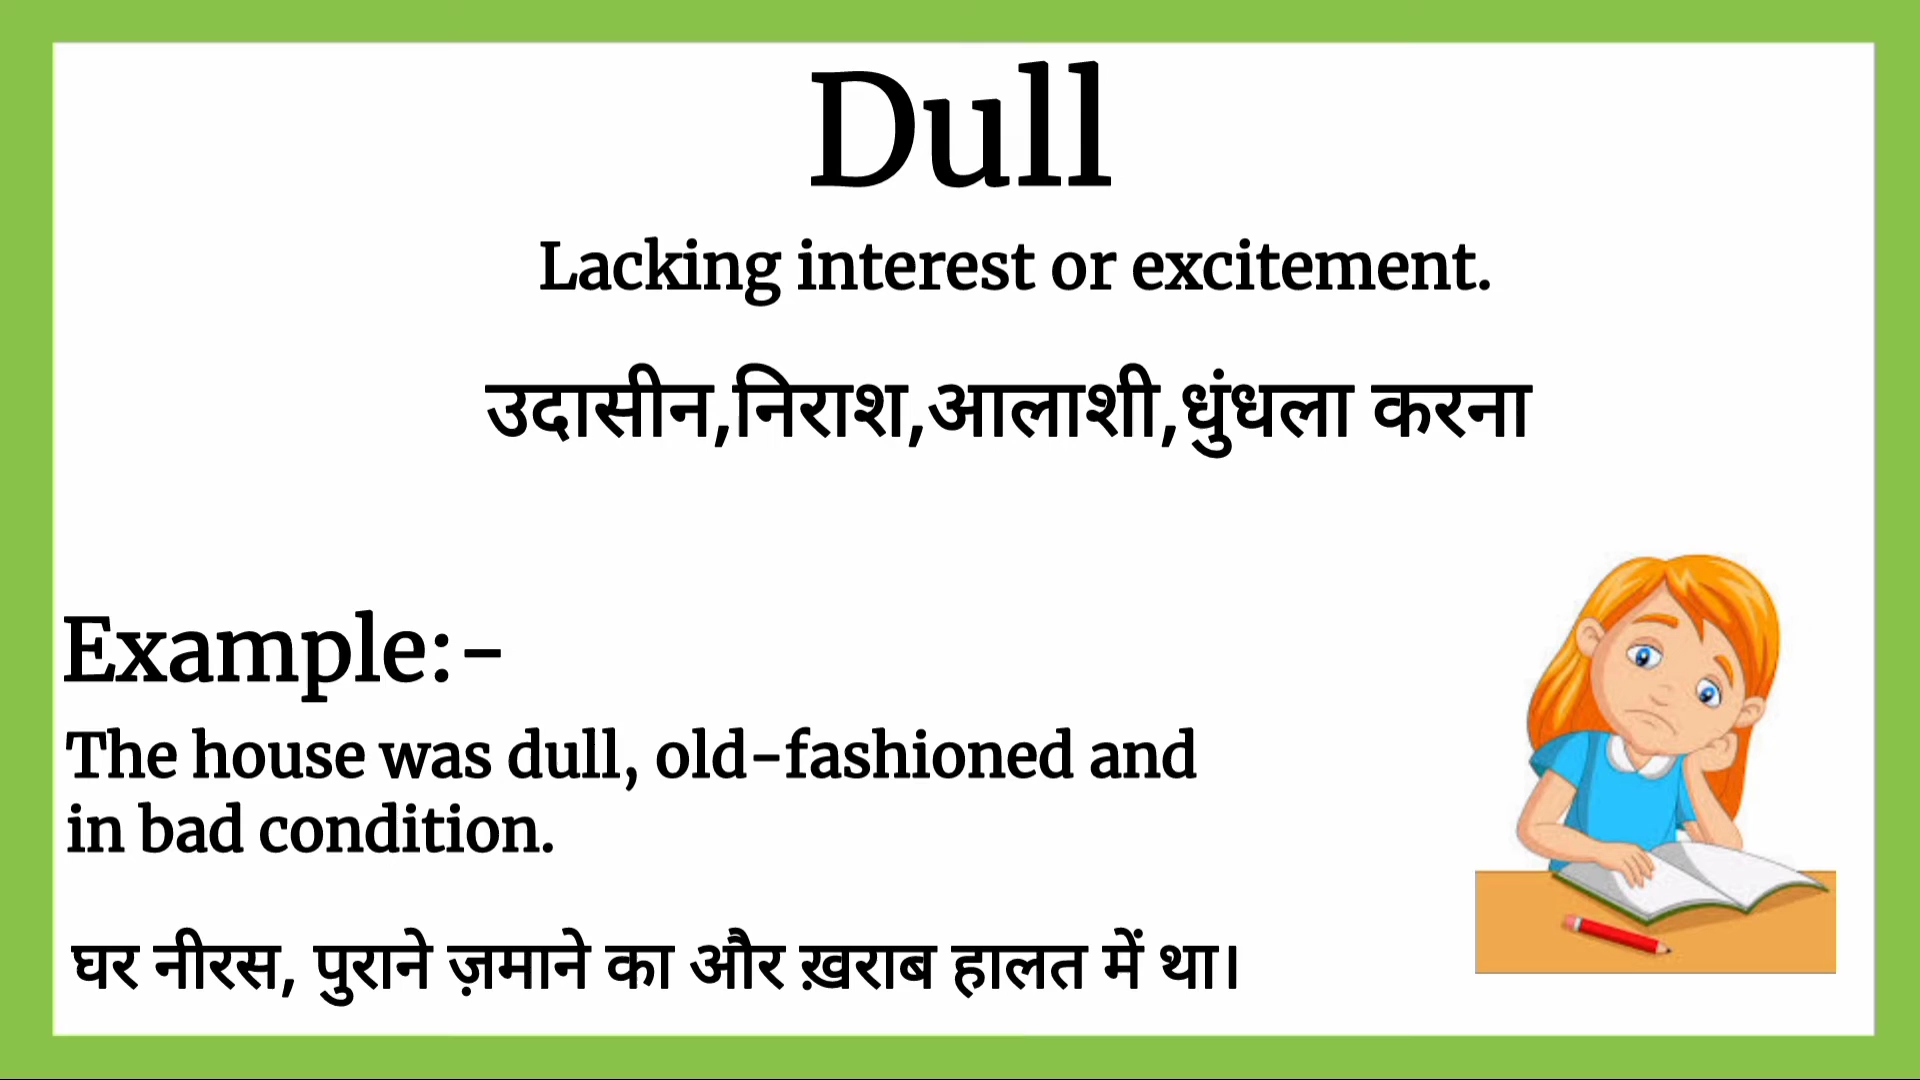 Dull
Lacking interest or excitement.
उदासीन,निराश,आलाशी,धुंधला करना
Example:-
The house was dull, old-fashioned and
in bad condition.
घर नीरस, पुराने ज़माने का और ख़राब हालत में था।